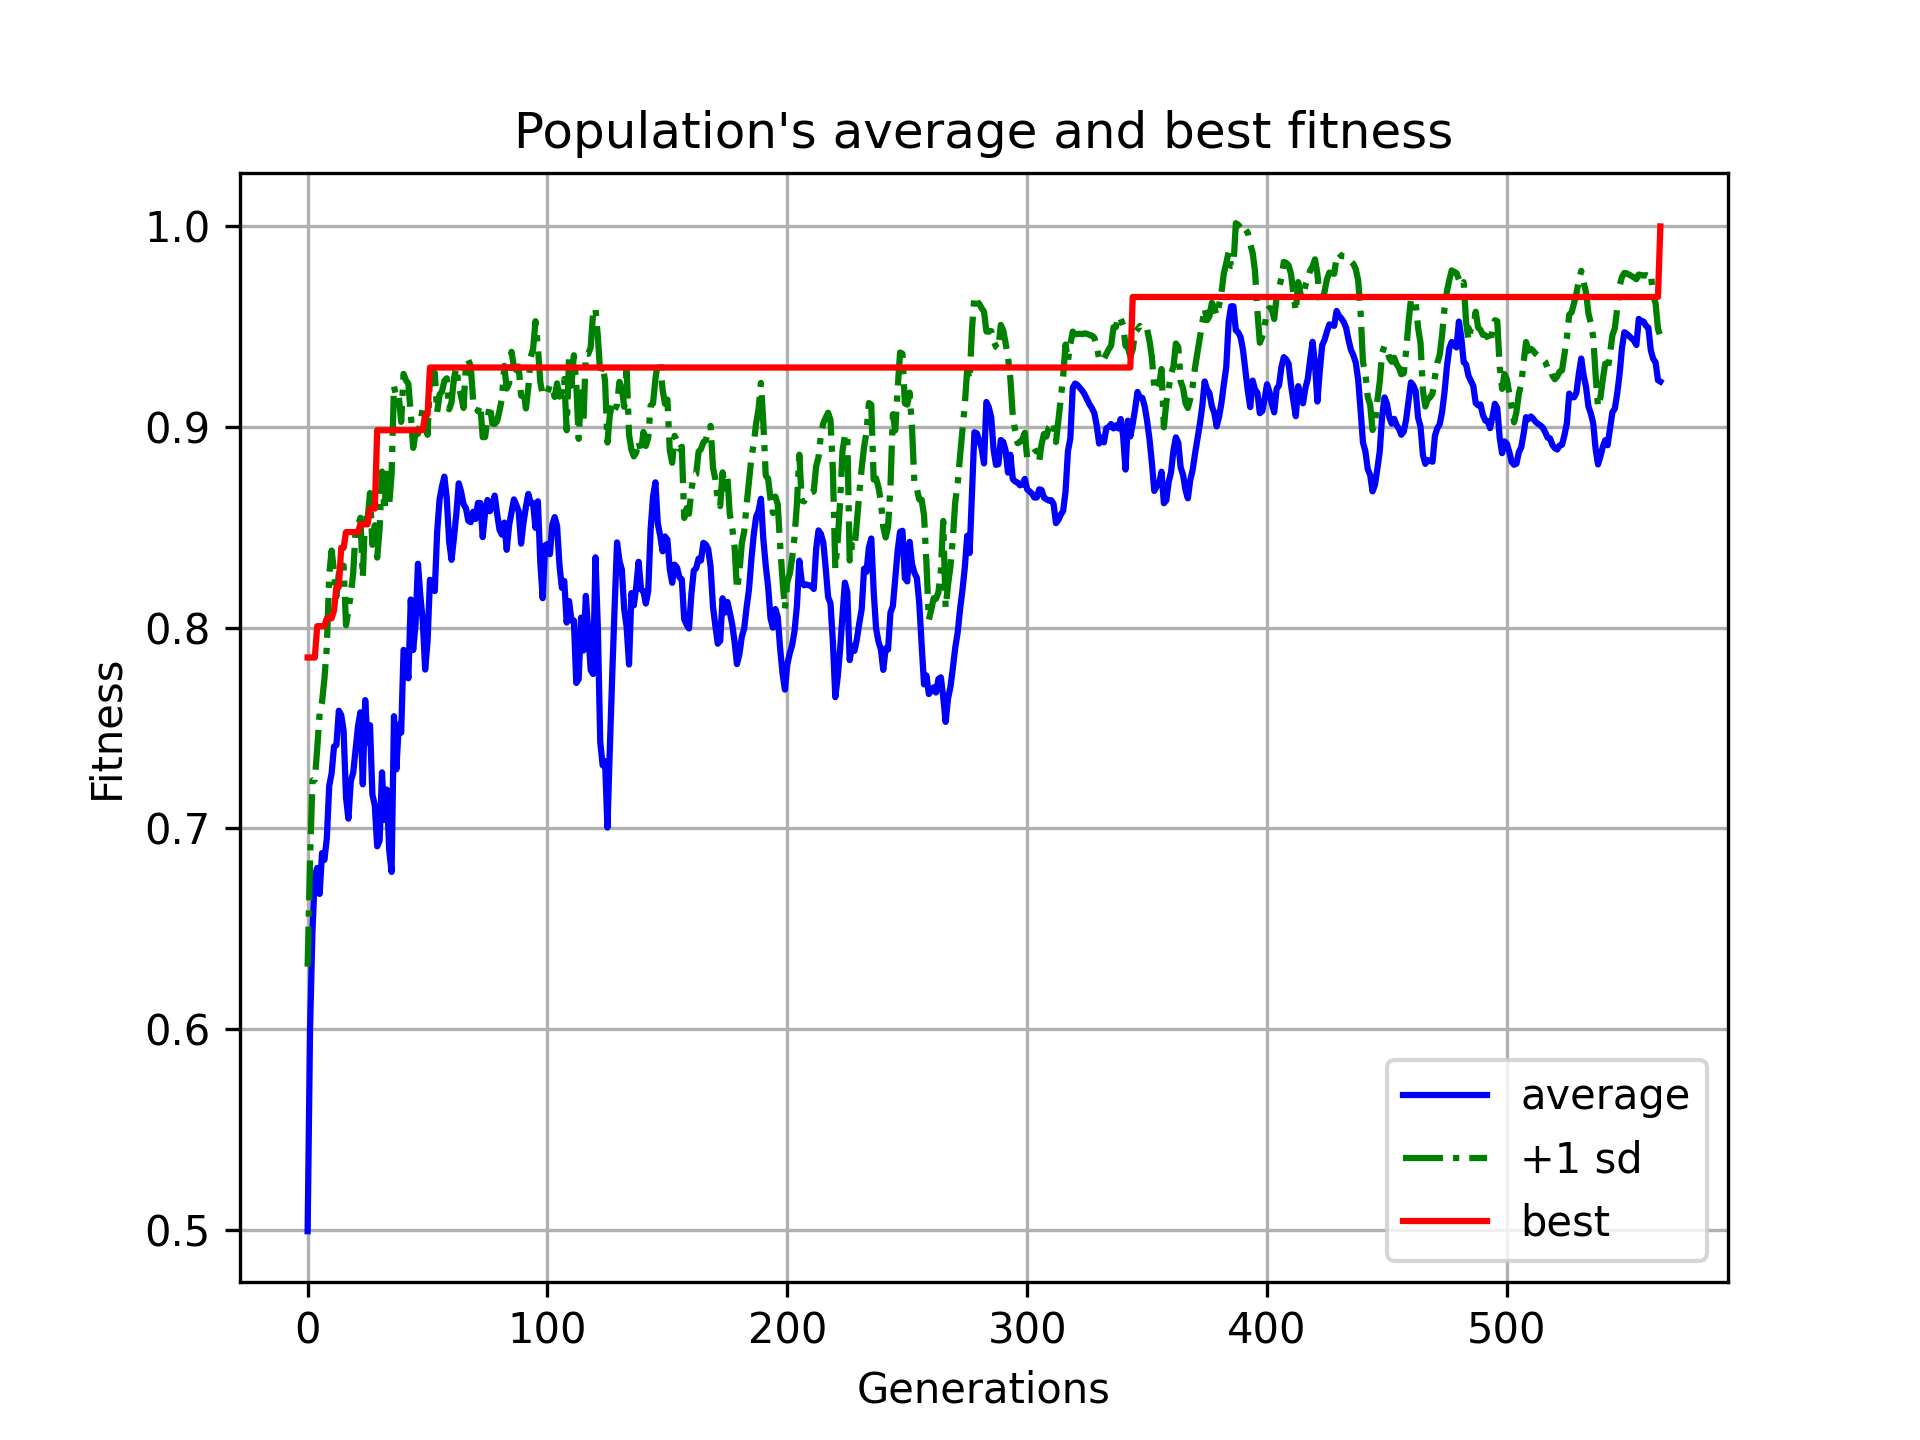 Population's average and best fitness
1.0
0.9
0.8
0.7
0.6
0.5
Fitness
0 100 200 300 400 500
Generations
average
+1 sd
best